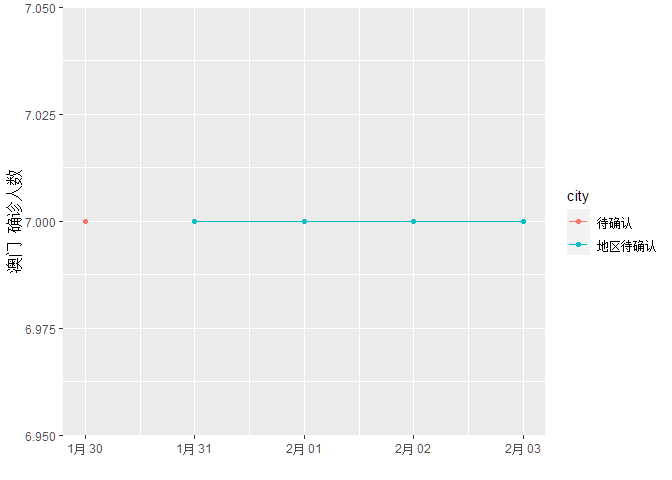 7.050
7.025
7.000
6.975
6.950
澳门 确诊人数
1月 30
1月 31
2月 01
2月 02
2月 03
city
待确认
地区待确认